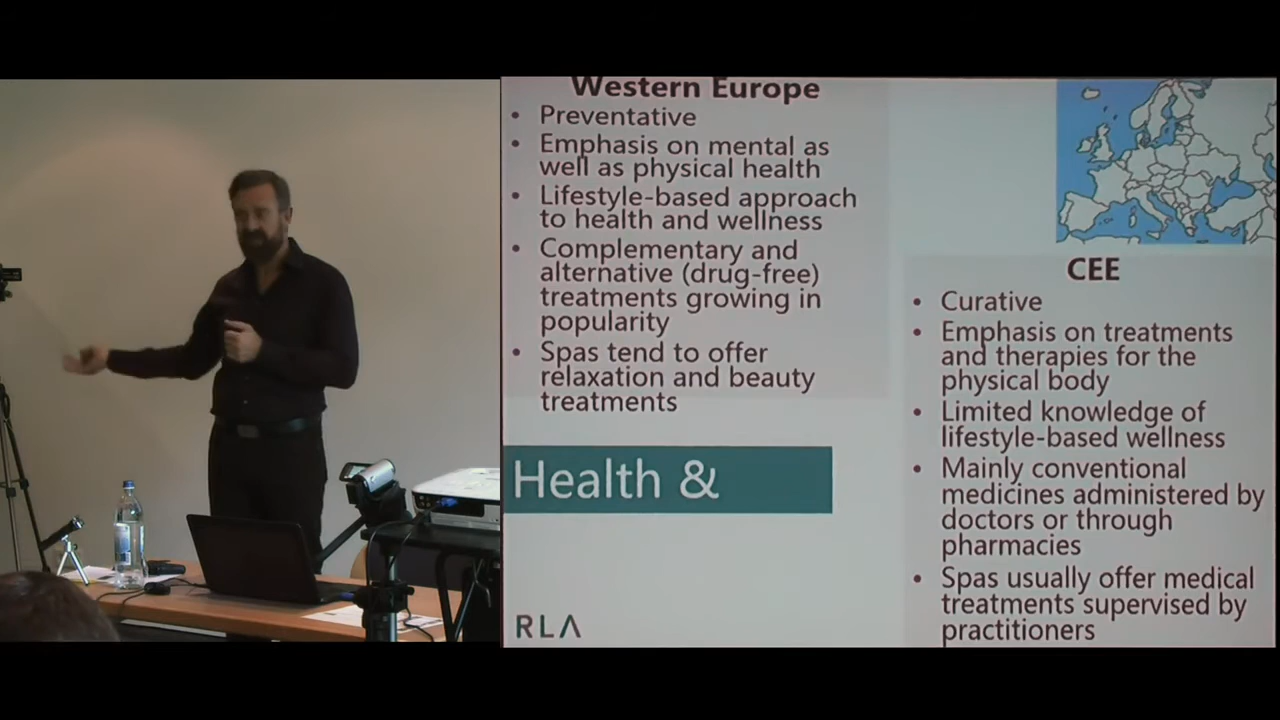 Western Europe
• Preventative
• Emphasis on mental as
well as physical health
• Lifestyle-based approach
to health and wellness
• Complementary and
alternative (drug-free)
treatments growing in
popularity
• Spas tend to offer
relaxation and beauty
treatments
Health &
RLA
CEE
• Curative
• Emphasis on treatments
and therapies for the
physical body
• Limited knowledge of
lifestyle-based wellness
• Mainly conventional
medicines administered by
doctors or through
pharmacies
• Spas usually offer medical
treatments supervised by
practitioners